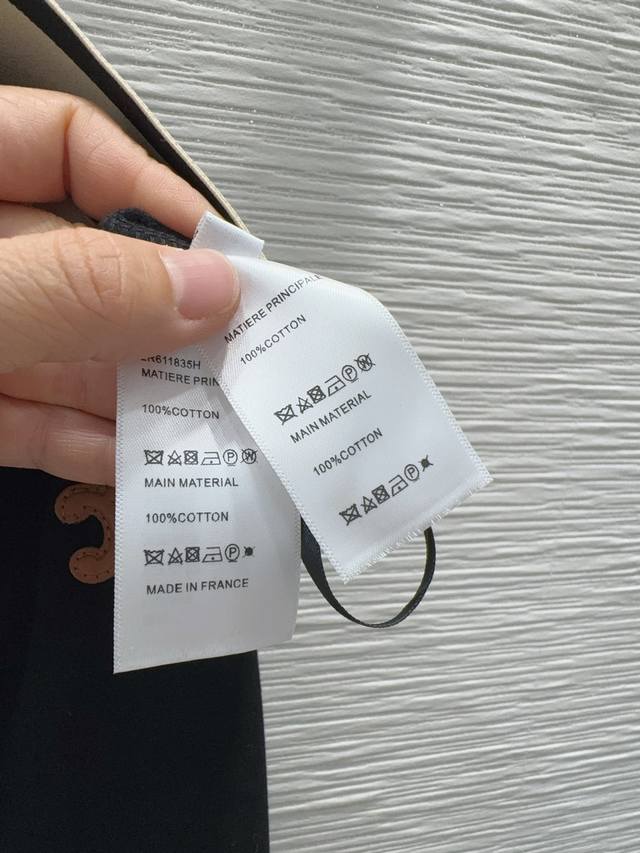 MATIERE PRIN
100%COTTON
MAIN MATERIAL
100%COTTON
MADE IN FRANCE
MATIERE PRINCIPALE
100%COTTON
MAIN MATERIAL
100%COTTON